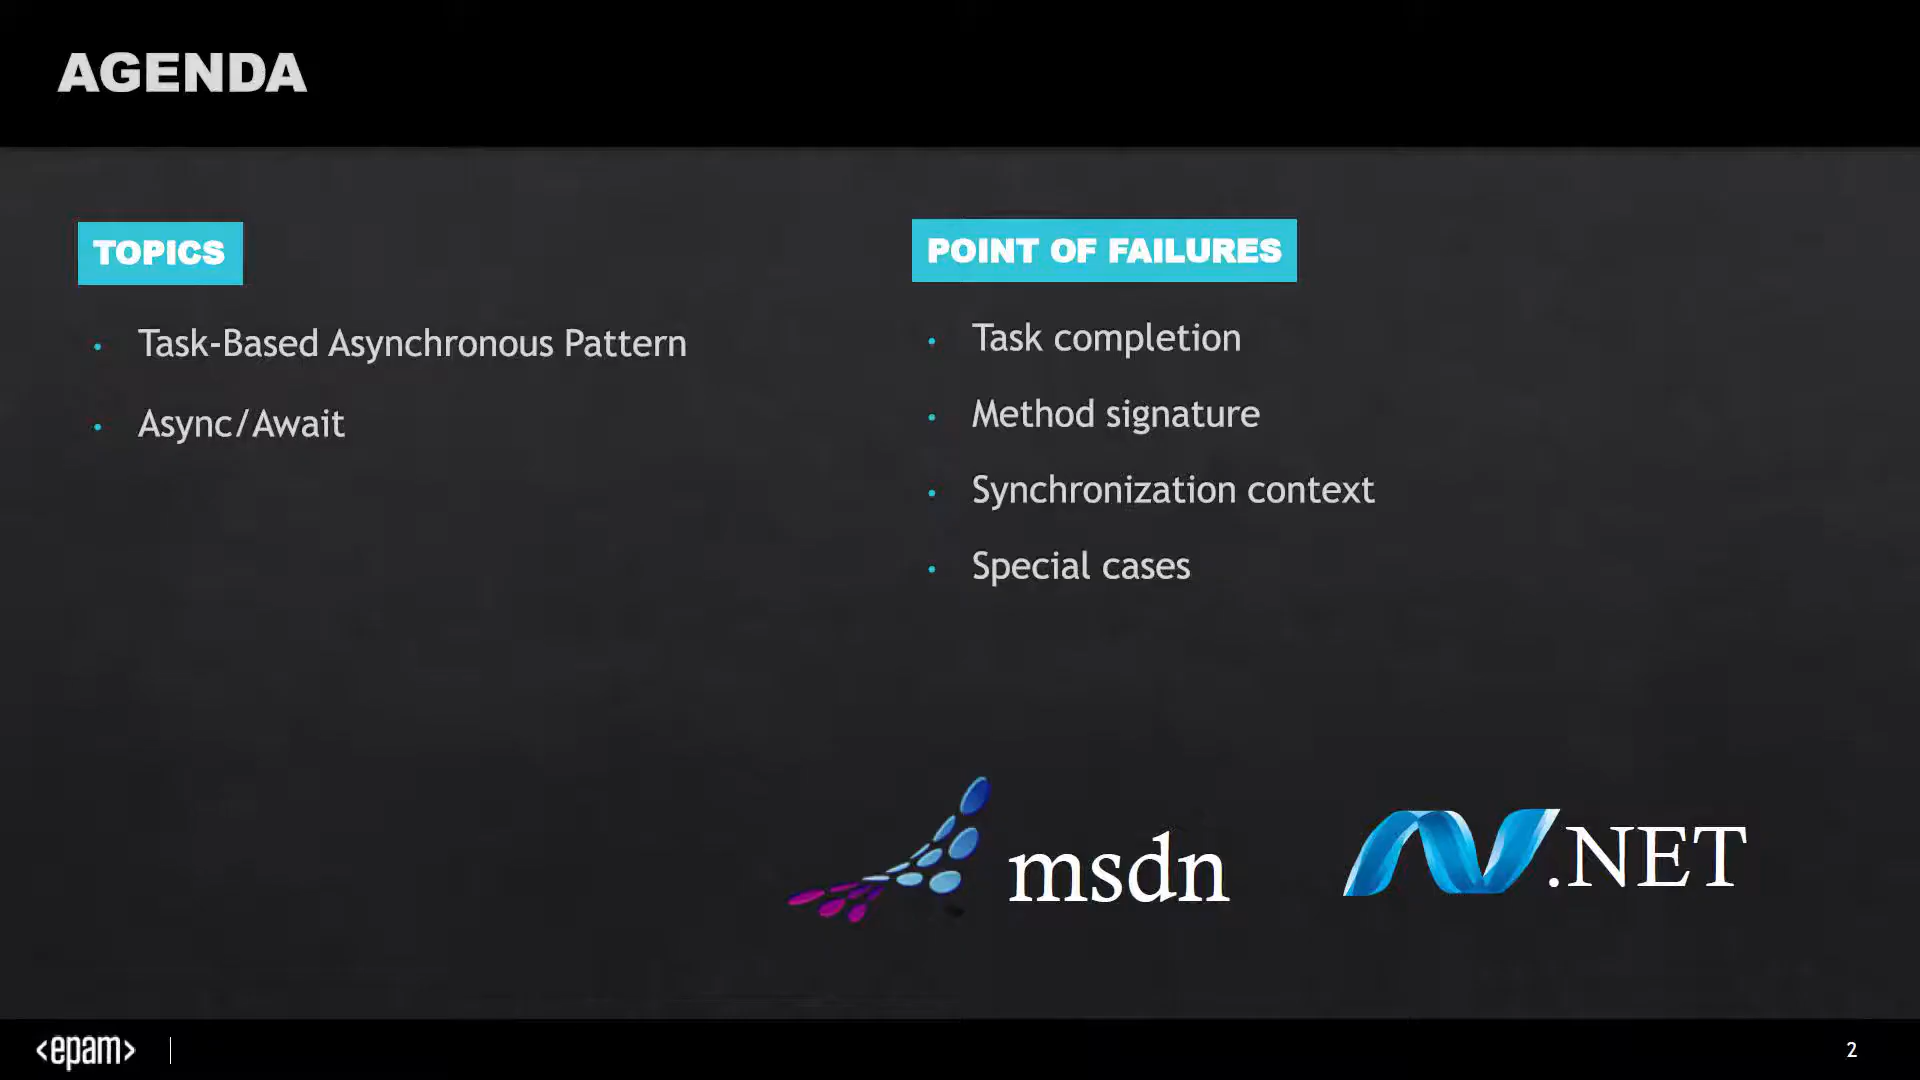 AGENDA
TOPICS
Task-Based Asynchronous Pattern
Async/Await
POINT OF FAILURES
Task completion
Method signature
Synchronization context
Special cases
msdn
.NET
<epam>
2